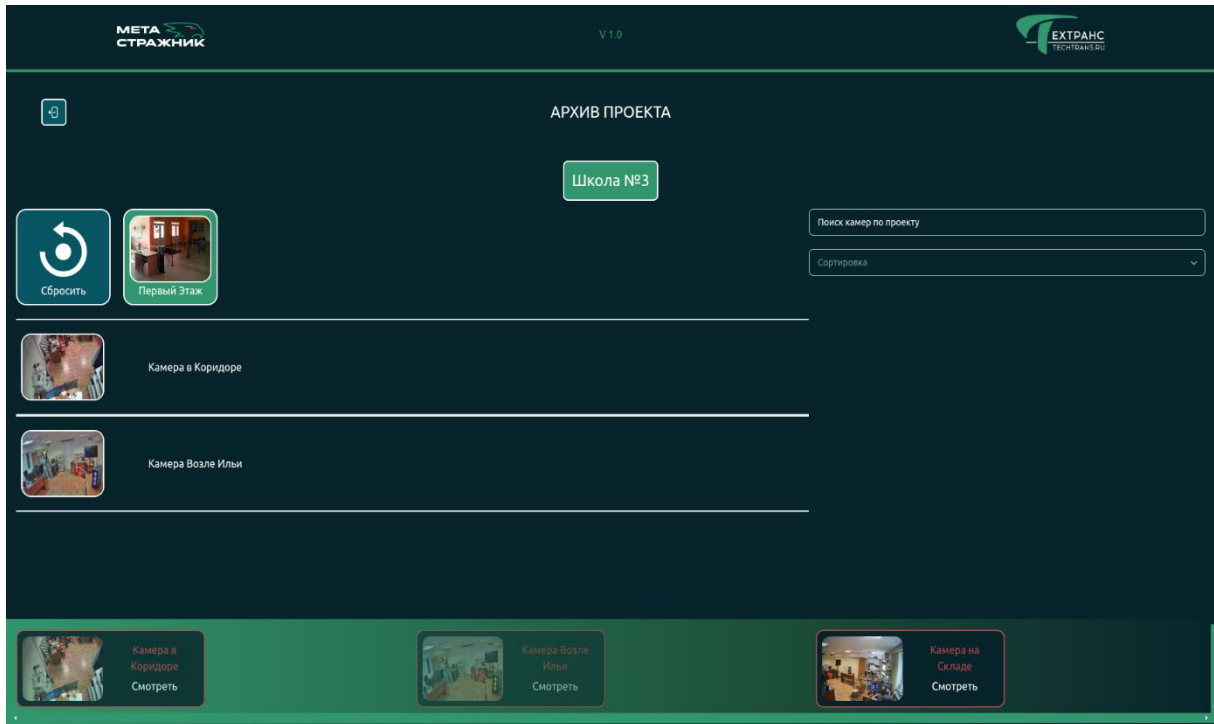 МЕТА
СТРАЖНИК
V 1.0
ЕХТРАНС
TECHTRANS.RU
АРХИВ ПРОЕКТА
Школа №3
Сбросить
Первый Этаж
Поиск камер по проекту
Сортировка
Камера в Коридоре
Камера Возле Ильи
Камера в
Коридоре
Смотреть
Камера Возле
Ильи
Смотреть
Камера на
Складе
Смотреть